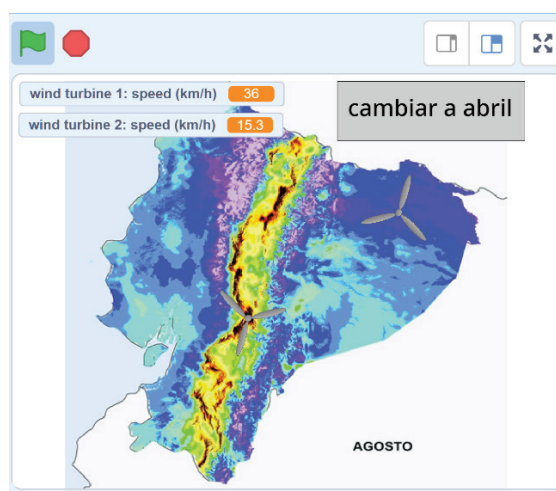 wind turbine 1: speed (km/h) 36
wind turbine 2: speed (km/h) 15.3
cambiar a abril
AGOSTO